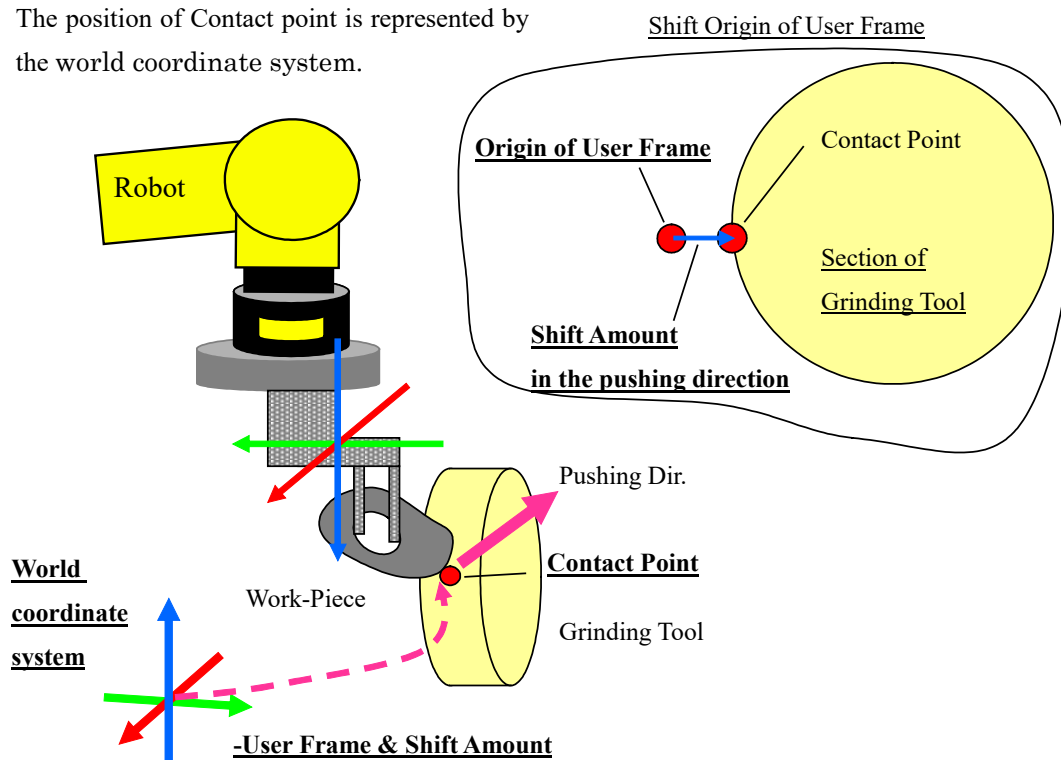 The position of Contact point is represented by
the world coordinate system.
Shift Origin of User Frame
Origin of User Frame
Contact Point
Robot
Section of
Grinding Tool
Shift Amount
in the pushing direction
Pushing Dir.
World
coordinate
system
Work-Piece
Contact Point
Grinding Tool
-User Frame & Shift Amount